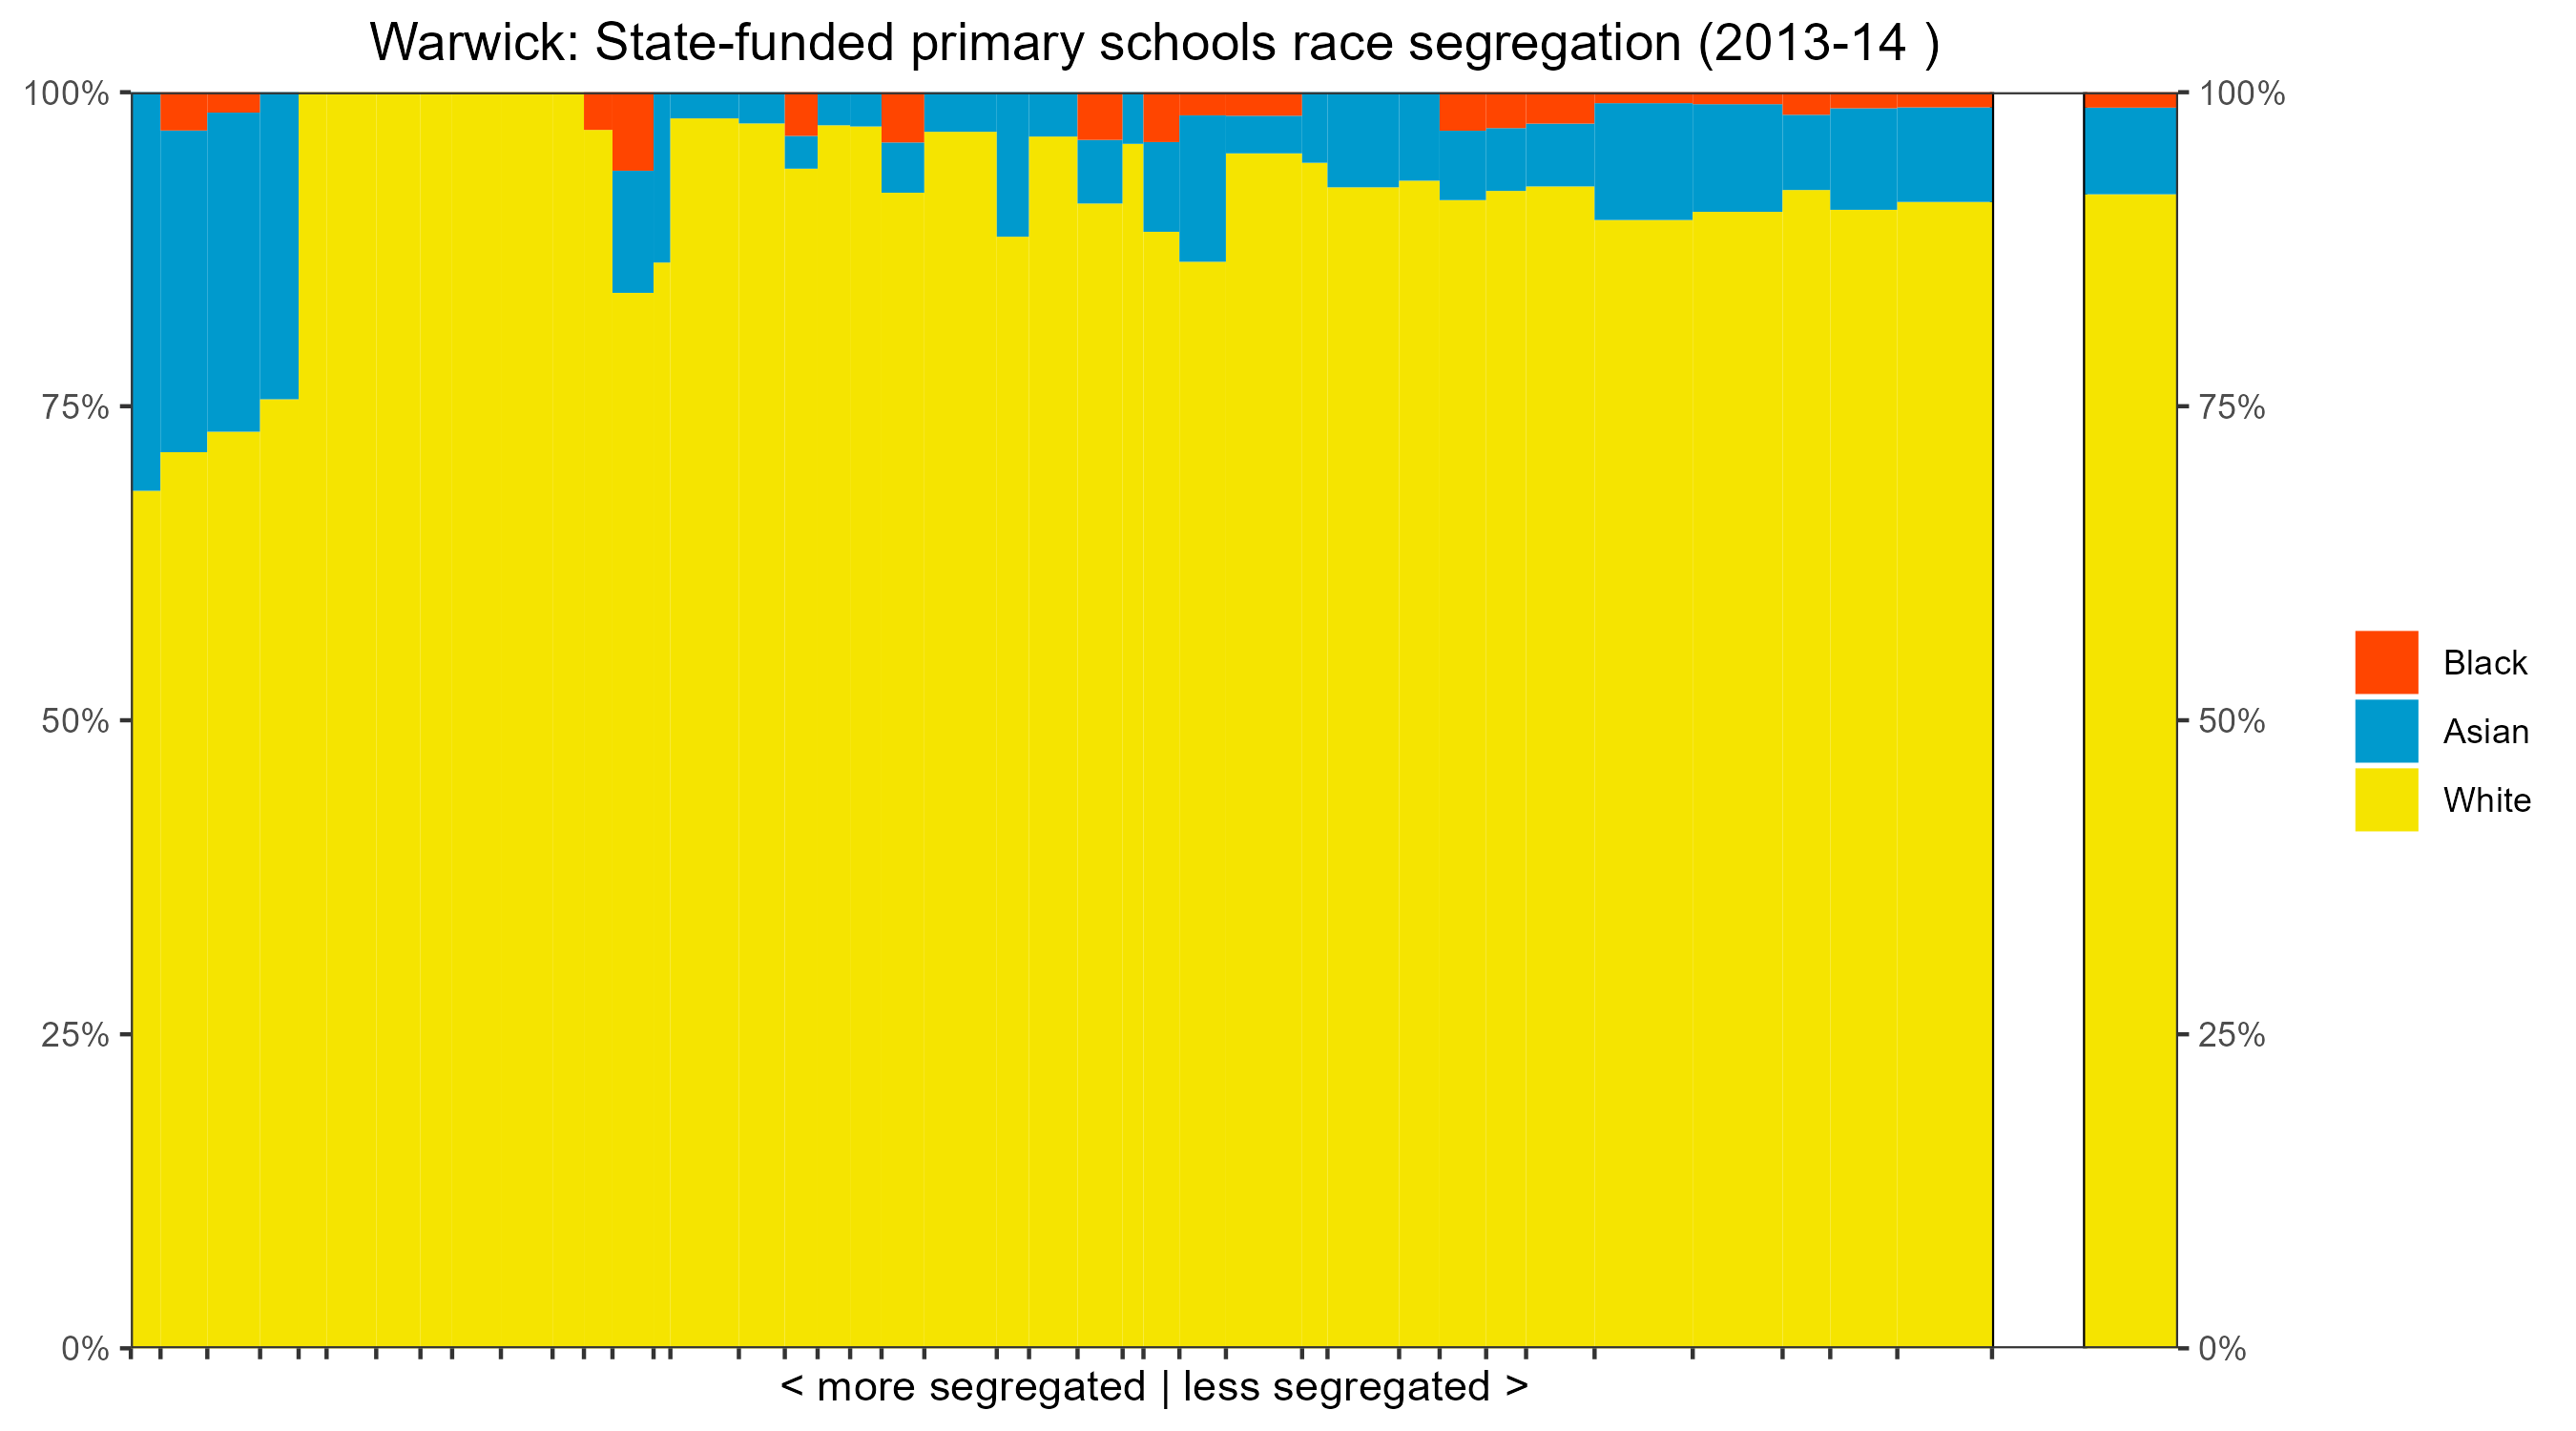 Warwick: State-funded primary schools race segregation (2013-14 )
100%
75%
50%
25%
0%
100%
75%
50%
25%
0%
Black
Asian
White
< more segregated | less segregated >